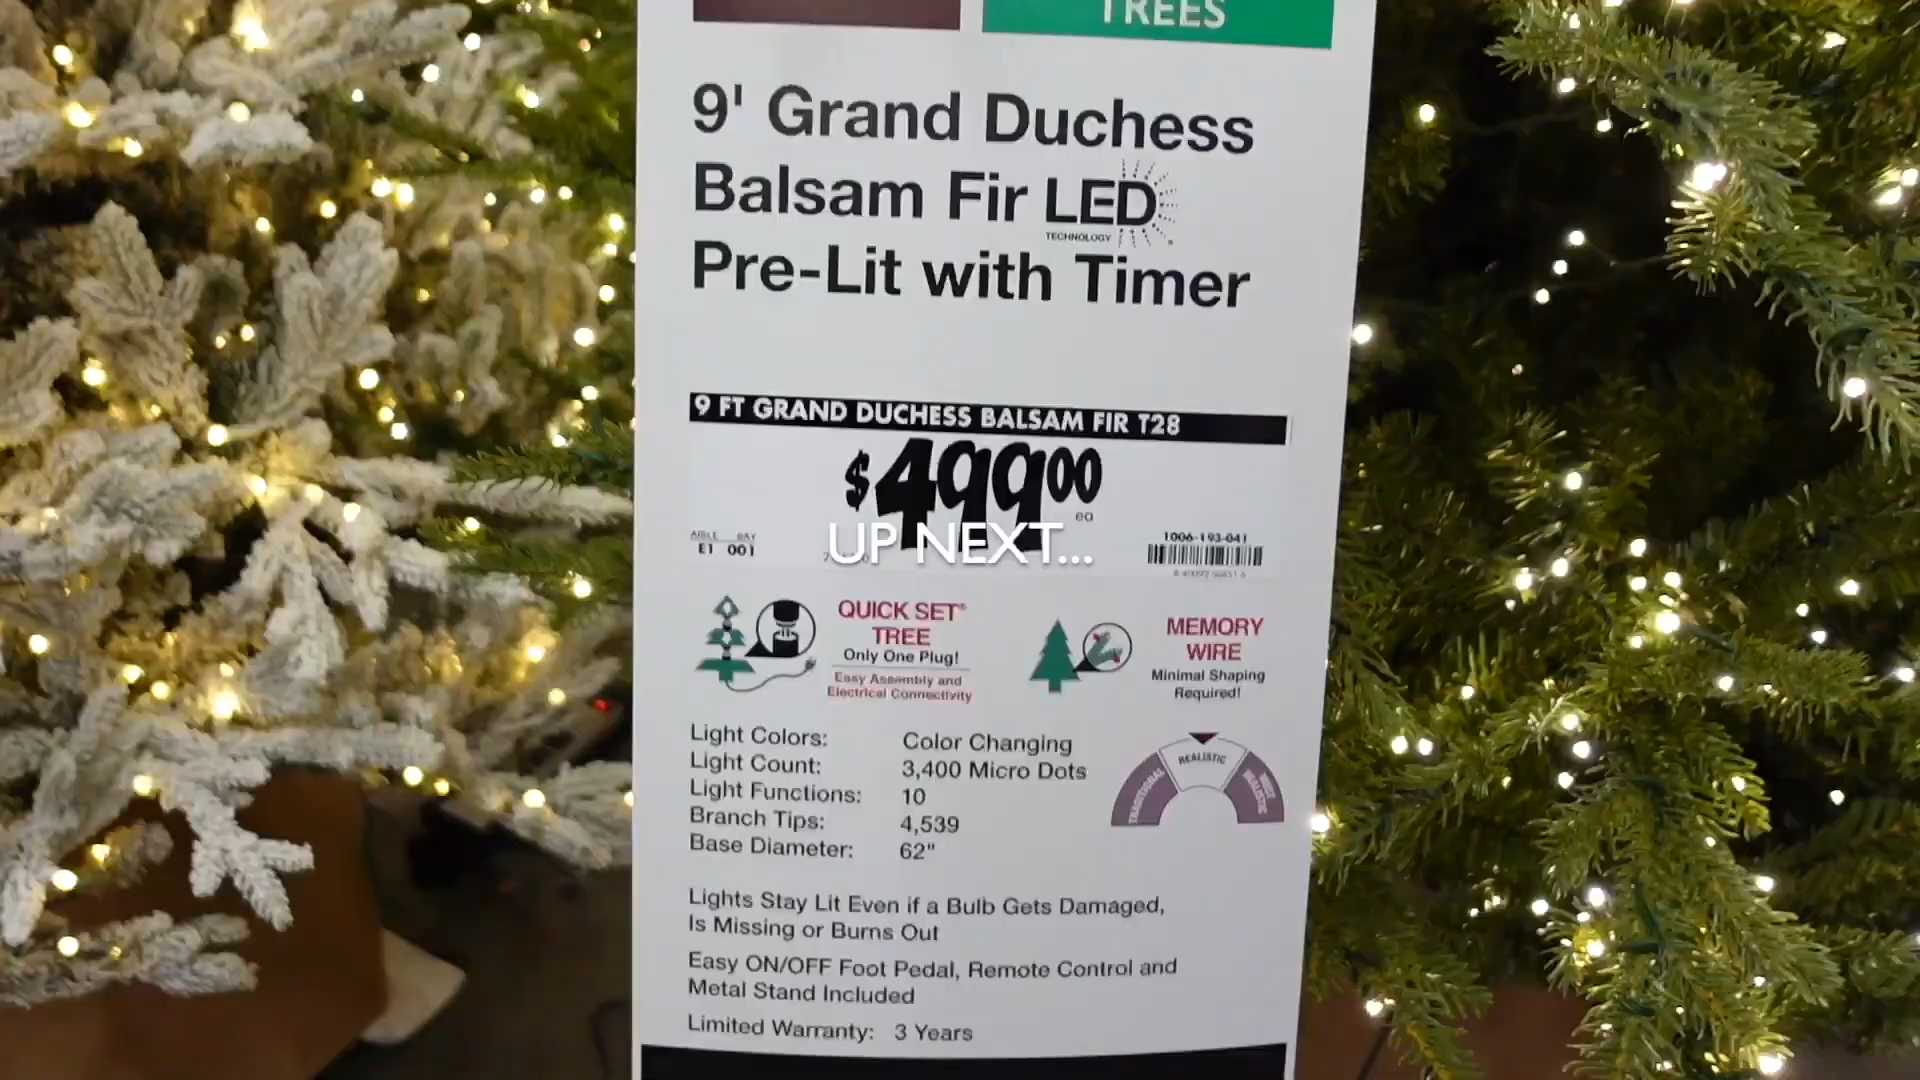 TREES
9' Grand Duchess
Balsam Fir LED
TECHNOLOGY
Pre-Lit with Timer
9 FT GRAND DUCHESS BALSAM FIR T28
$49900
ea
UP NEXT...
AISLE BAY
E1 001
1006-193-041
QUICK SET®
TREE
Only One Plug!
Easy Assembly and
Electrical Connectivity
MEMORY
WIRE
Minimal Shaping
Required!
Light Colors: Color Changing
Light Count: 3,400 Micro Dots
Light Functions: 10
Branch Tips: 4,539
Base Diameter: 62"
TRADITIONAL
REALISTIC
MOST REALISTIC
Lights Stay Lit Even if a Bulb Gets Damaged,
Is Missing or Burns Out
Easy ON/OFF Foot Pedal, Remote Control and
Metal Stand Included
Limited Warranty: 3 Years